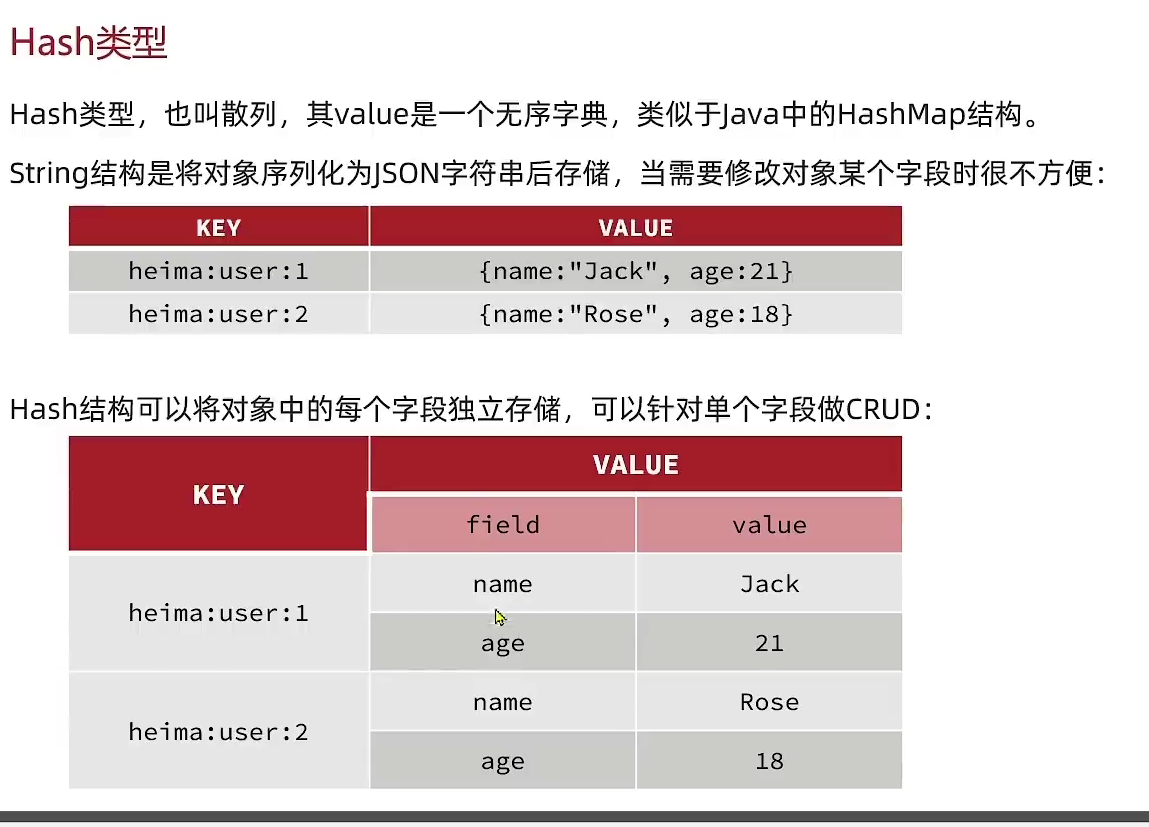 Hash类型
Hash类型，也叫散列，其value是一个无序字典，类似于Java中的HashMap结构。
String结构是将对象序列化为JSON字符串后存储，当需要修改对象某个字段时很不方便：
KEY VALUE
heima:user:1 {name:"Jack", age:21}
heima:user:2 {name:"Rose", age:18}
Hash结构可以将对象中的每个字段独立存储，可以针对单个字段做CRUD：
KEY VALUE
field value
heima:user:1 name Jack
age 21
heima:user:2 name Rose
age 18